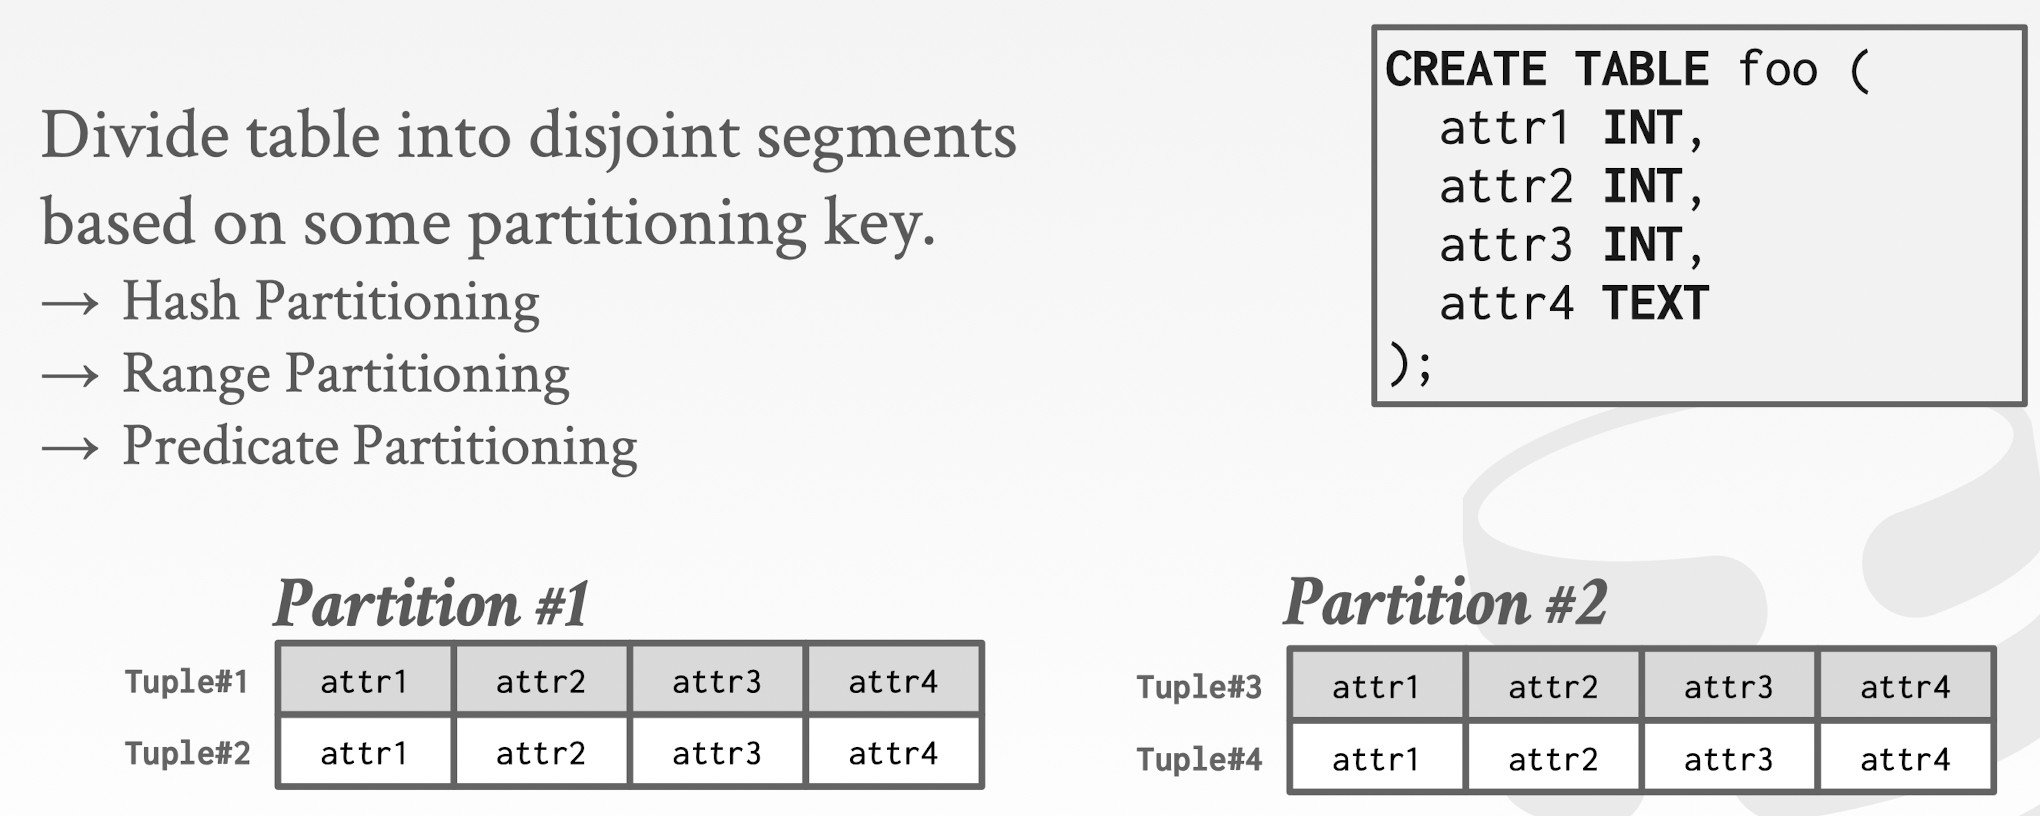 Divide table into disjoint segments
based on some partitioning key.
→ Hash Partitioning
→ Range Partitioning
→ Predicate Partitioning
CREATE TABLE foo (
  attr1 INT,
  attr2 INT,
  attr3 INT,
  attr4 TEXT
);
Partition #1
Tuple#1 attr1 attr2 attr3 attr4
Tuple#2 attr1 attr2 attr3 attr4
Partition #2
Tuple#3 attr1 attr2 attr3 attr4
Tuple#4 attr1 attr2 attr3 attr4